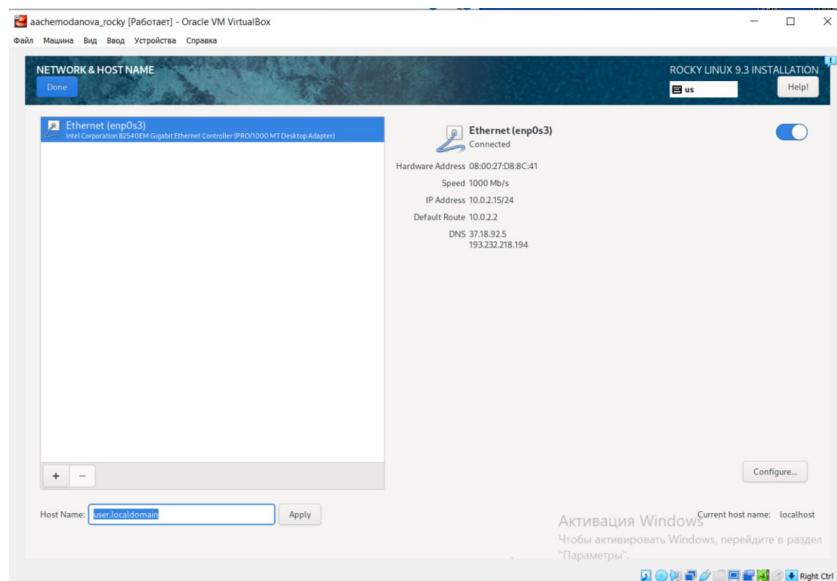 aachemodanova_rocky [Работает] - Oracle VM VirtualBox
Файл Машина Вид Ввод Устройства Справка
NETWORK & HOST NAME
ROCKY LINUX 9.3 INSTALLATION
Done
us
Help!
Ethernet (enp0s3)
Intel Corporation 82540EM Gigabit Ethernet Controller (PRO/1000 MT Desktop Adapter)
Ethernet (enp0s3)
Connected
Hardware Address 08:00:27:D8:8C:41
Speed 1000 Mb/s
IP Address 10.0.2.15/24
Default Route 10.0.2.2
DNS 37.18.92.5
193.232.218.194
+ −
Configure...
Host Name: user.localdomain Apply
Current host name: localhost
Активация Windows
Чтобы активировать Windows, перейдите в раздел
"Параметры".
Right Ctrl